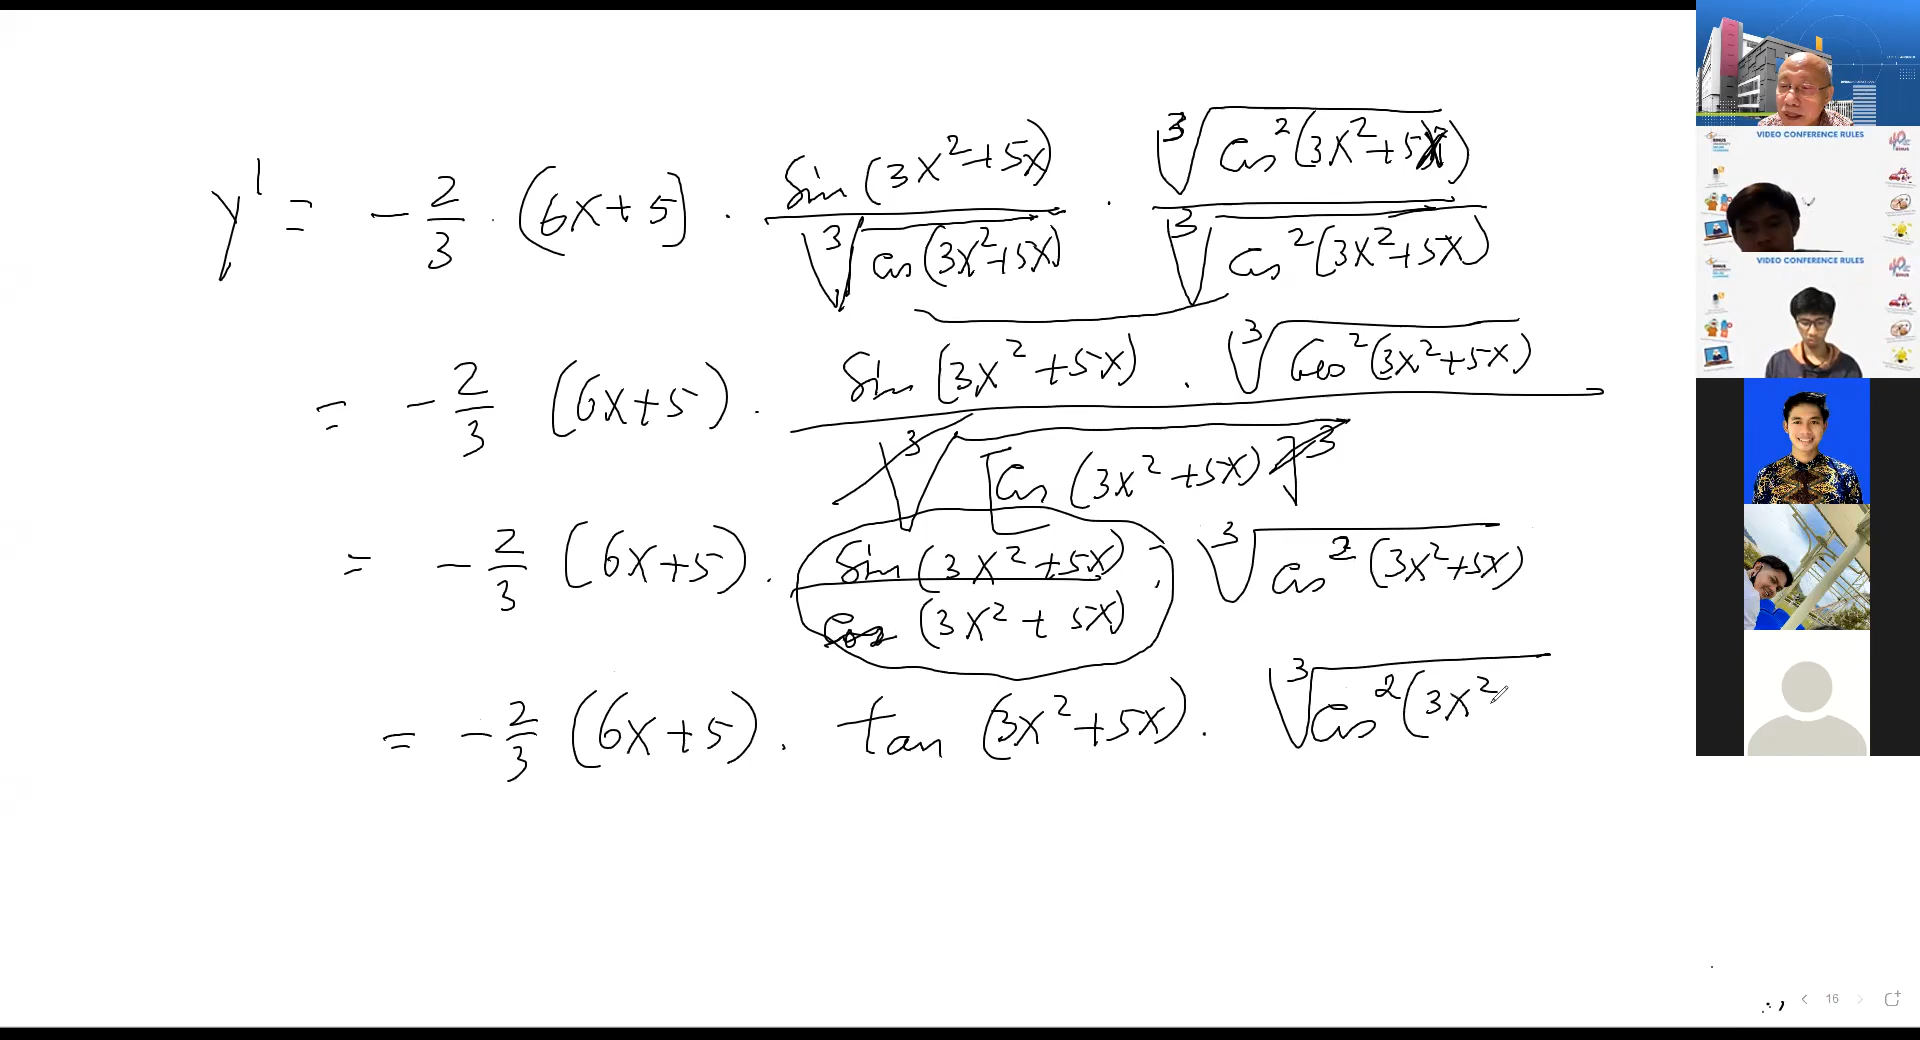 y' = -2/3 · (6x+5) · sin(3x²+5x)/∛cos(3x²+5x) · ∛cos²(3x²+5x)/∛cos²(3x²+5x)
= -2/3 (6x+5) · sin(3x²+5x) · ∛cos²(3x²+5x) / ∛[cos(3x²+5x)]³
= -2/3 (6x+5) · sin(3x²+5x)/cos(3x²+5x) · ∛cos²(3x²+5x)
= -2/3 (6x+5) · tan(3x²+5x) · ∛cos²(3x²
VIDEO CONFERENCE RULES
VIDEO CONFERENCE RULES
< 16 >